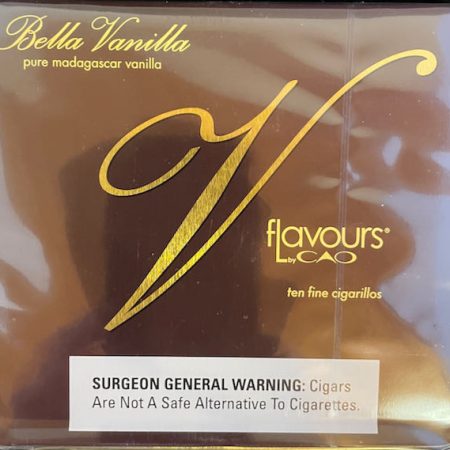 Bella Vanilla
pure madagascar vanilla
V
fLavours®
by CAO
ten fine cigarillos
SURGEON GENERAL WARNING: Cigars
Are Not A Safe Alternative To Cigarettes.